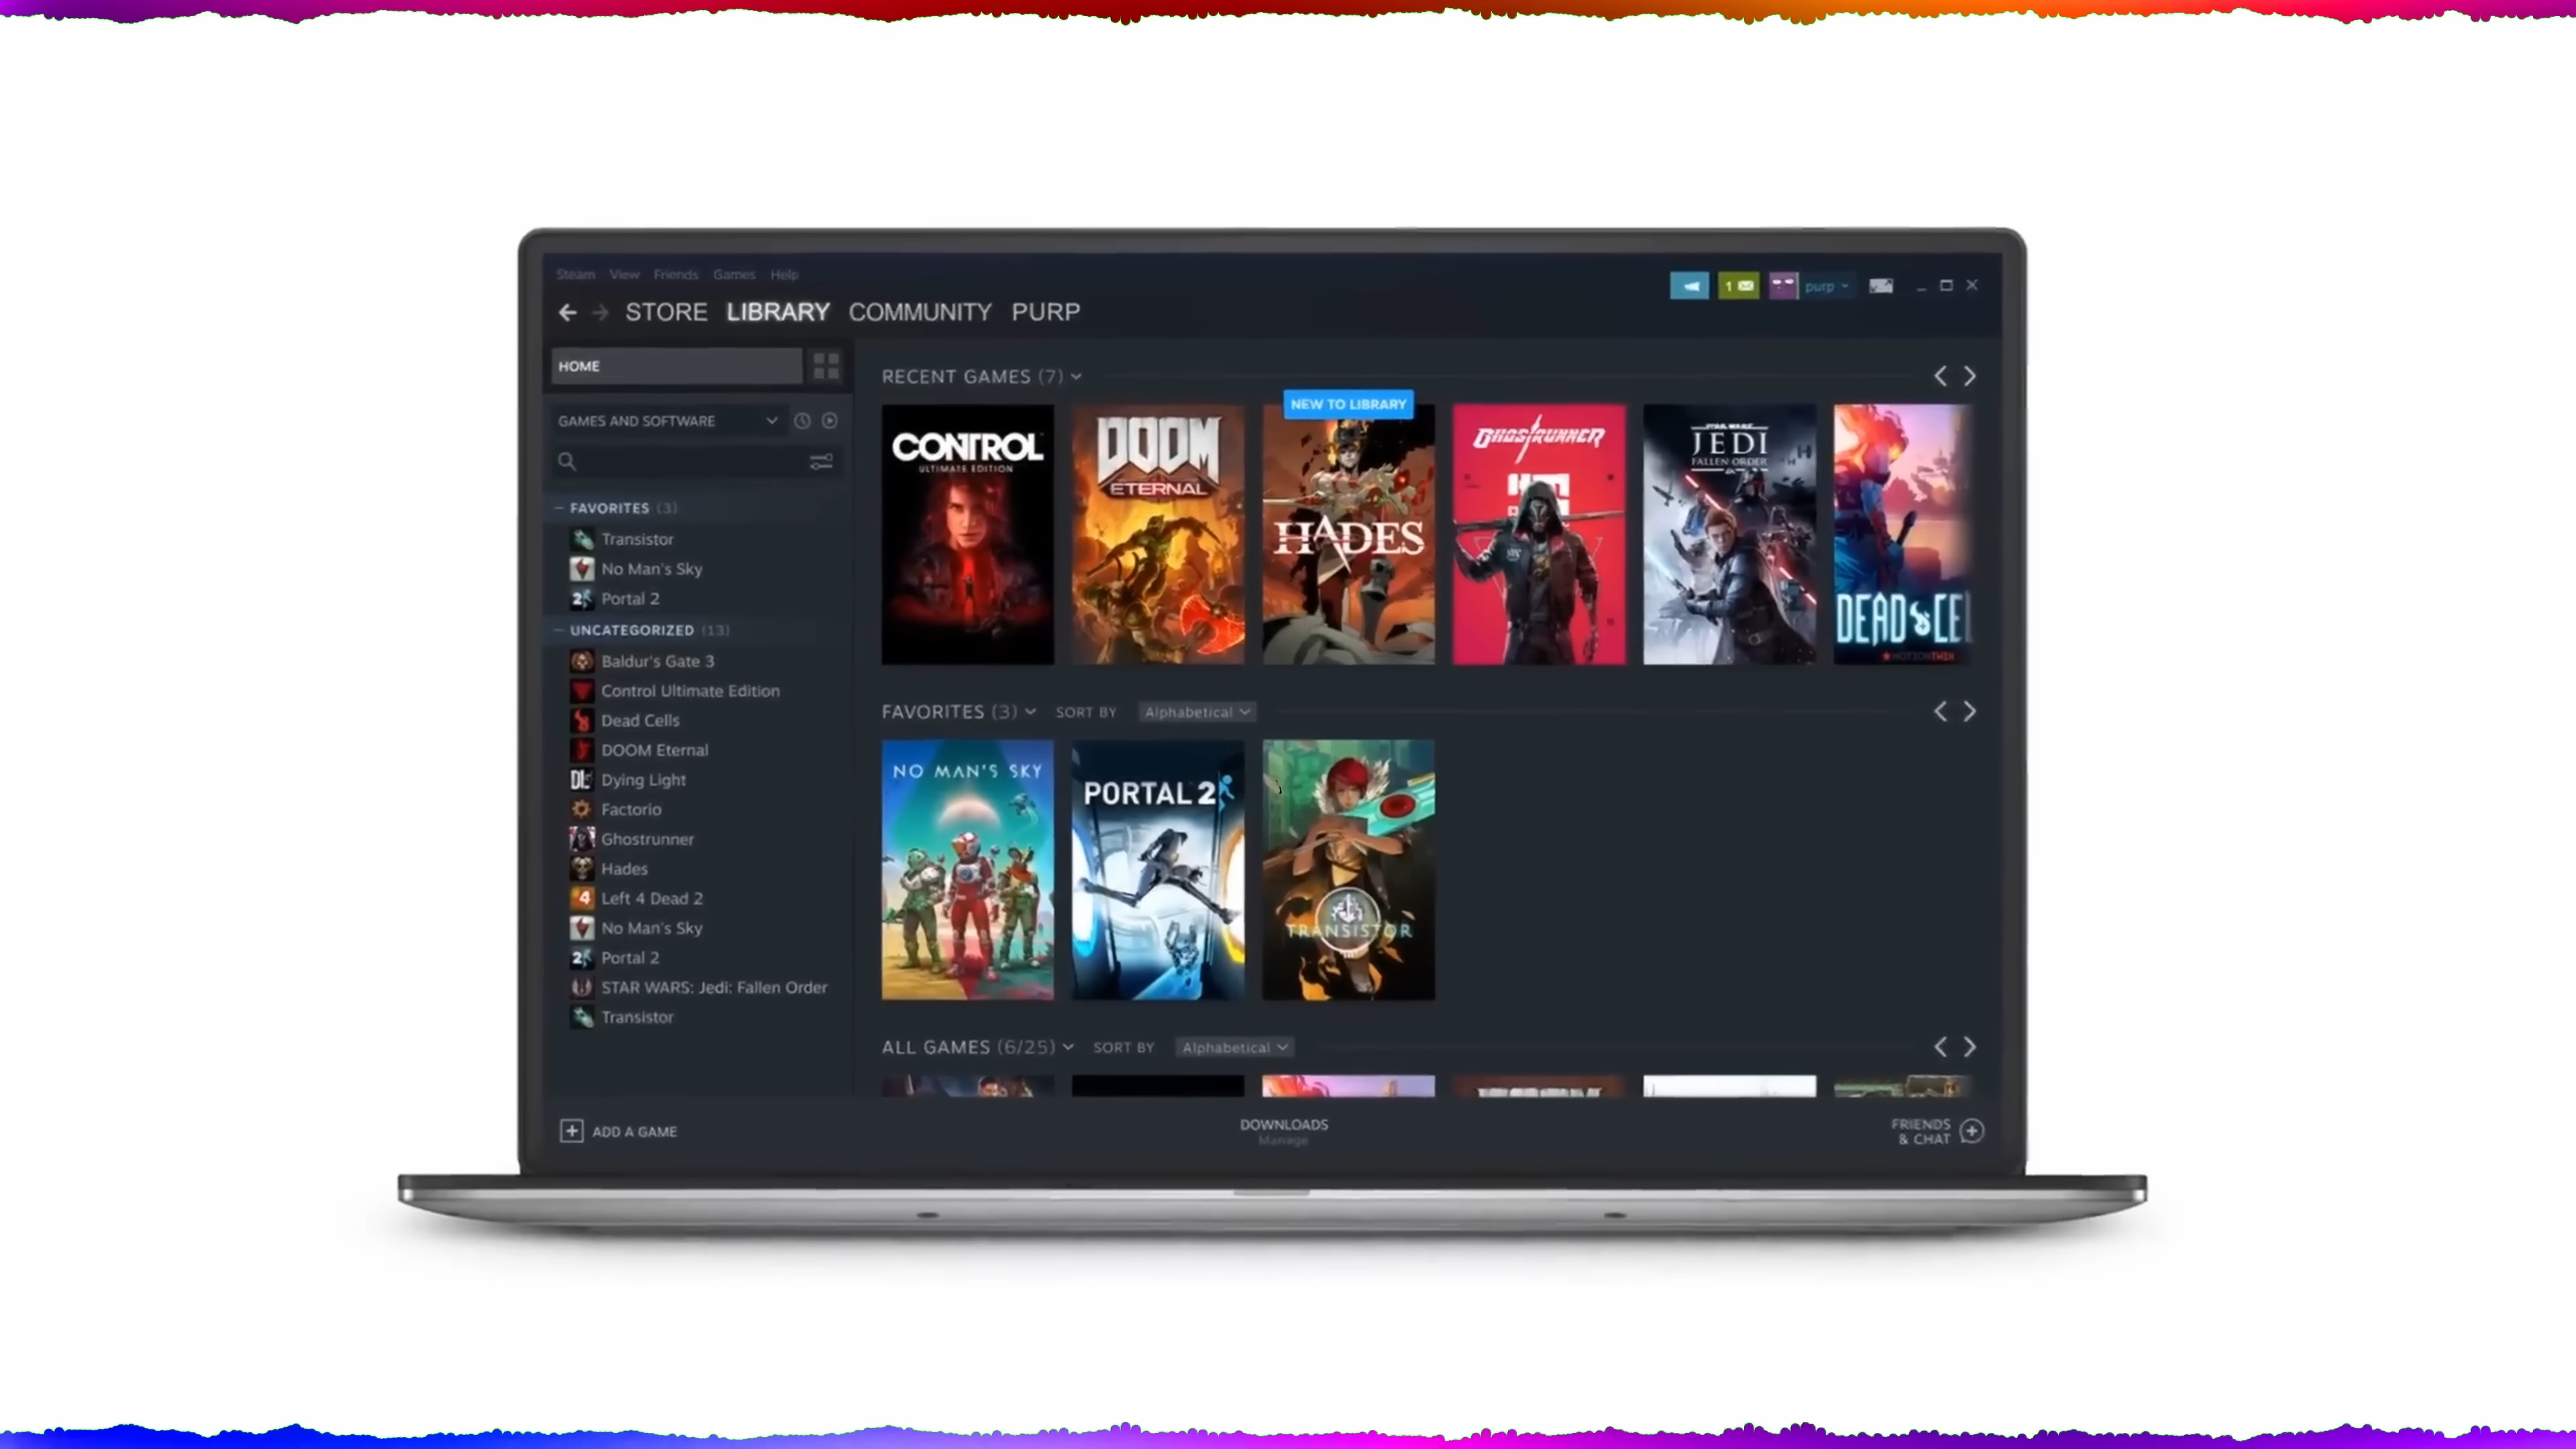 Steam View Friends Games Help
STORE LIBRARY COMMUNITY PURP
1
purp
HOME
GAMES AND SOFTWARE
FAVORITES (3)
Transistor
No Man's Sky
Portal 2
UNCATEGORIZED (13)
Baldur's Gate 3
Control Ultimate Edition
Dead Cells
DOOM Eternal
Dying Light
Factorio
Ghostrunner
Hades
Left 4 Dead 2
No Man's Sky
Portal 2
STAR WARS: Jedi: Fallen Order
Transistor
ADD A GAME
RECENT GAMES (7)
NEW TO LIBRARY
CONTROL
ULTIMATE EDITION
DOOM
ETERNAL
HADES
GHOSTRUNNER
STAR WARS
JEDI
FALLEN ORDER
DEAD CEL
MOTIONTWIN
FAVORITES (3) SORT BY Alphabetical
NO MAN'S SKY
PORTAL 2
TRANSISTOR
ALL GAMES (6/25) SORT BY Alphabetical
DOWNLOADS
Manage
FRIENDS
& CHAT